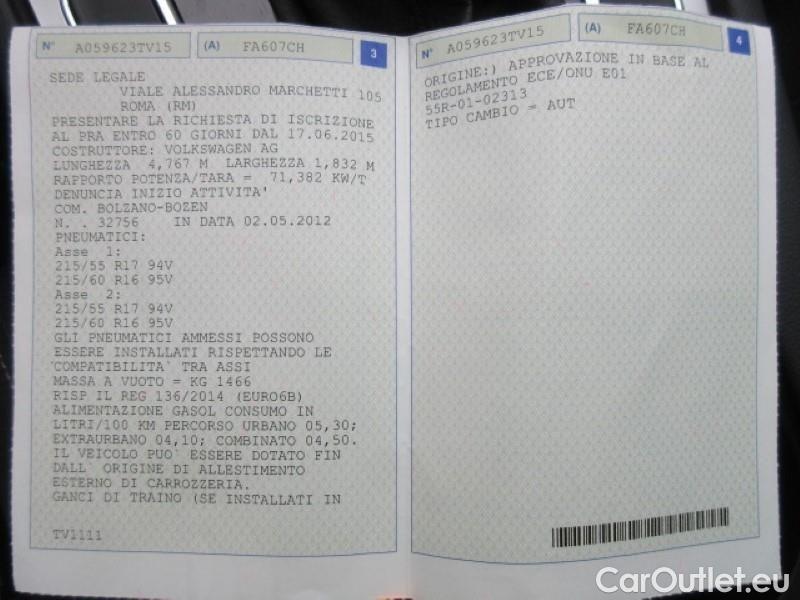 N° A059623TV15 (A) FA607CH 3
SEDE LEGALE
VIALE ALESSANDRO MARCHETTI 105
ROMA (RM)
PRESENTARE LA RICHIESTA DI ISCRIZIONE
AL PRA ENTRO 60 GIORNI DAL 17.06.2015
COSTRUTTORE: VOLKSWAGEN AG
LUNGHEZZA 4,767 M LARGHEZZA 1,832 M
RAPPORTO POTENZA/TARA = 71,382 KW/T
DENUNCIA INIZIO ATTIVITA'
COM. BOLZANO-BOZEN
N. . 32756 IN DATA 02.05.2012
PNEUMATICI:
Asse 1:
215/55 R17 94V
215/60 R16 95V
Asse 2:
215/55 R17 94V
215/60 R16 95V
GLI PNEUMATICI AMMESSI POSSONO
ESSERE INSTALLATI RISPETTANDO LE
`COMPATIBILITA` TRA ASSI
MASSA A VUOTO = KG 1466
RISP IL REG 136/2014 (EURO6B)
ALIMENTAZIONE GASOL CONSUMO IN
LITRI/100 KM PERCORSO URBANO 05,30;
EXTRAURBANO 04,10; COMBINATO 04,50.
IL VEICOLO PUO` ESSERE DOTATO FIN
DALL` ORIGINE DI ALLESTIMENTO
ESTERNO DI CARROZZERIA.
GANCI DI TRAINO (SE INSTALLATI IN
TV1111
N° A059623TV15 (A) FA607CH 4
ORIGINE:) APPROVAZIONE IN BASE AL
REGOLAMENTO ECE/ONU E01
55R-01-02313
TIPO CAMBIO = AUT
CarOutlet.eu